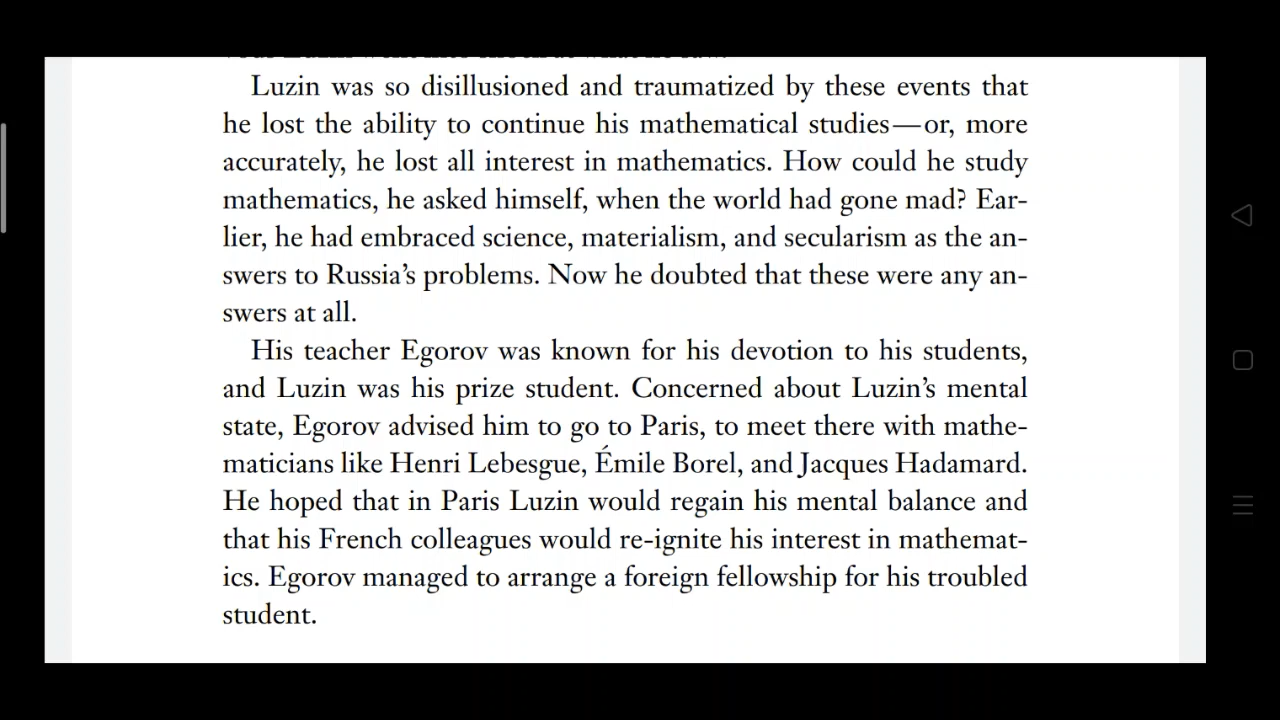 Luzin was so disillusioned and traumatized by these events that
he lost the ability to continue his mathematical studies—or, more
accurately, he lost all interest in mathematics. How could he study
mathematics, he asked himself, when the world had gone mad? Ear-
lier, he had embraced science, materialism, and secularism as the an-
swers to Russia’s problems. Now he doubted that these were any an-
swers at all.
His teacher Egorov was known for his devotion to his students,
and Luzin was his prize student. Concerned about Luzin’s mental
state, Egorov advised him to go to Paris, to meet there with mathe-
maticians like Henri Lebesgue, Émile Borel, and Jacques Hadamard.
He hoped that in Paris Luzin would regain his mental balance and
that his French colleagues would re-ignite his interest in mathemat-
ics. Egorov managed to arrange a foreign fellowship for his troubled
student.